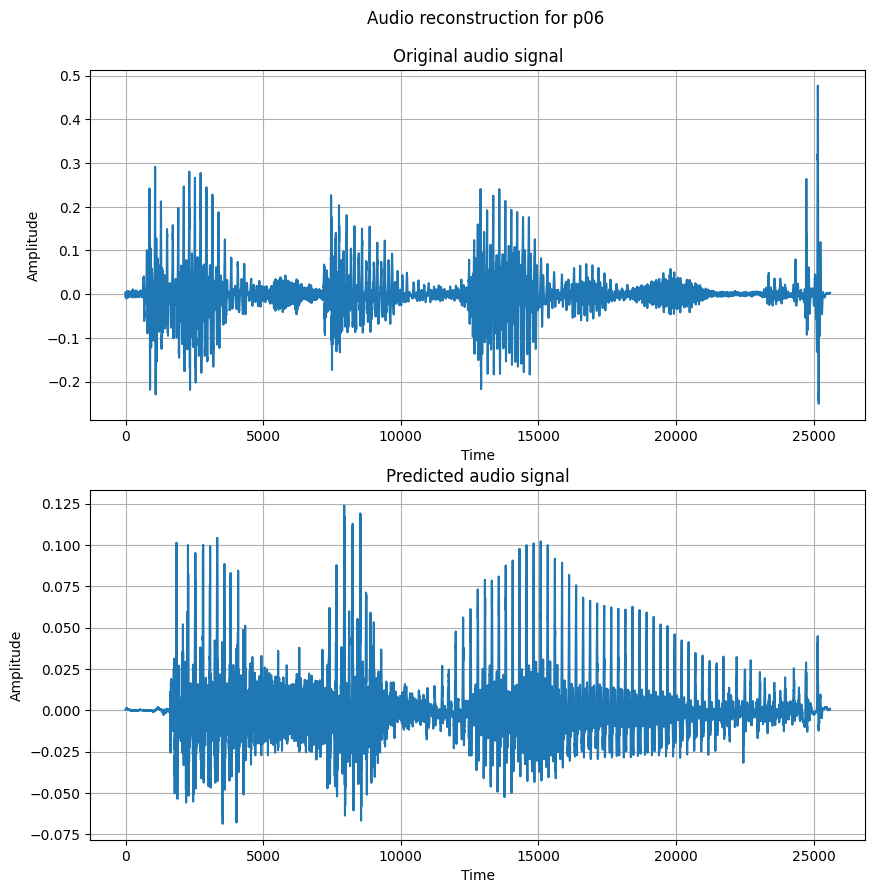 Audio reconstruction for p06
Original audio signal
0.5
0.4
0.3
0.2
0.1
0.0
−0.1
−0.2
Amplitude
0 5000 10000 15000 20000 25000
Time
Predicted audio signal
0.125
0.100
0.075
0.050
0.025
0.000
−0.025
−0.050
−0.075
Amplitude
0 5000 10000 15000 20000 25000
Time